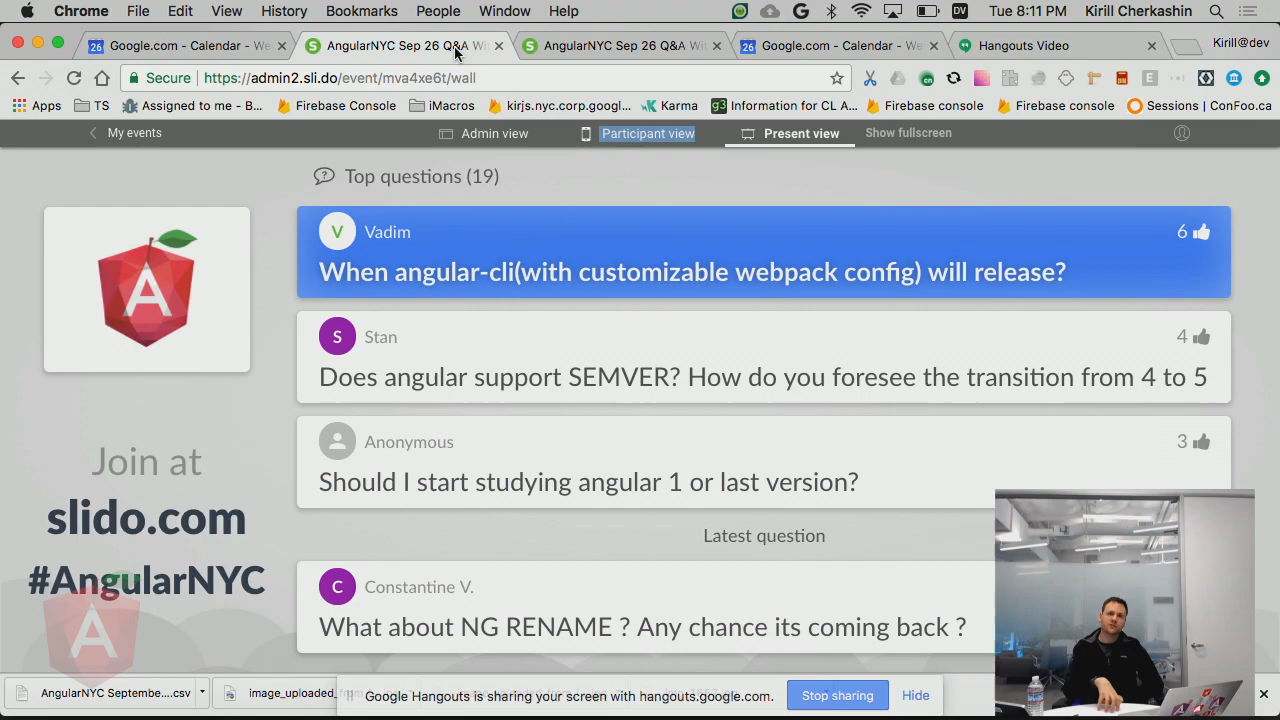 Chrome File Edit View History Bookmarks People Window Help DV Tue 8:11 PM Kirill Cherkashin
26 Google.com - Calendar - We AngularNYC Sep 26 Q&A Wi AngularNYC Sep 26 Q&A Wit 26 Google.com - Calendar - We Hangouts Video Kirill@dev
Secure https://admin2.sli.do/event/mva4xe6t/wall
Apps TS Assigned to me - B... Firebase Console iMacros kirjs.nyc.corp.googl... Karma g3 Information for CL A... Firebase console Firebase console Sessions | ConFoo.ca
My events Admin view Participant view Present view Show fullscreen
Top questions (19)
V Vadim 6
When angular-cli(with customizable webpack config) will release?
S Stan 4
Does angular support SEMVER? How do you foresee the transition from 4 to 5
Anonymous 3
Should I start studying angular 1 or last version?
Join at
slido.com
#AngularNYC
Latest question
C Constantine V.
What about NG RENAME ? Any chance its coming back ?
AngularNYC Septembe....csv image_uploaded_
Google Hangouts is sharing your screen with hangouts.google.com. Stop sharing Hide